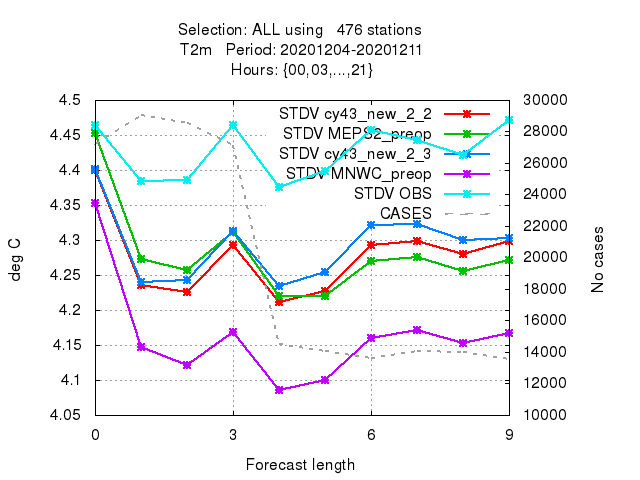 Selection: ALL using   476 stations
T2m   Period: 20201204-20201211
Hours: {00,03,...,21}
4.5
4.45
4.4
4.35
4.3
4.25
4.2
4.15
4.1
4.05
30000
28000
26000
24000
22000
20000
18000
16000
14000
12000
10000
STDV cy43_new_2_2
STDV MEPS2_preop
STDV cy43_new_2_3
STDV MNWC_preop
STDV OBS
CASES
deg C
No cases
0
3
6
9
Forecast length